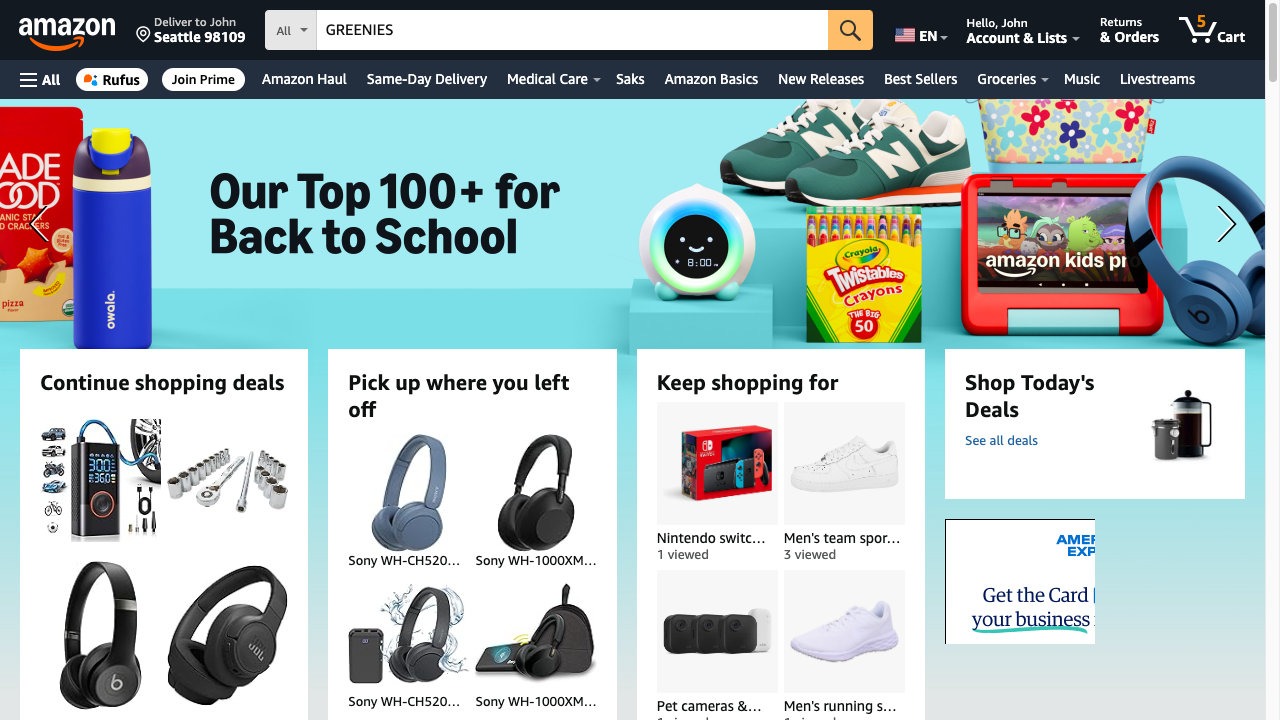 amazon
Deliver to John
Seattle 98109
All
GREENIES
EN
Hello, John
Account & Lists
Returns
& Orders
5
Cart
All
Rufus
Join Prime
Amazon Haul
Same-Day Delivery
Medical Care
Saks
Amazon Basics
New Releases
Best Sellers
Groceries
Music
Livestreams
Our Top 100+ for
Back to School
ADE
OOD
pizza
owala.
8:00
Crayola
Twistables
Crayons
THE BIG
50
amazon kids pr
Continue shopping deals
Pick up where you left
off
Sony WH-CH520...
Sony WH-1000XM...
Sony WH-CH520...
Sony WH-1000XM...
Keep shopping for
Nintendo switc...
1 viewed
Men's team spor...
3 viewed
Pet cameras &...
Men's running s...
Shop Today's
Deals
See all deals
AMER
EXP
Get the Card
your business